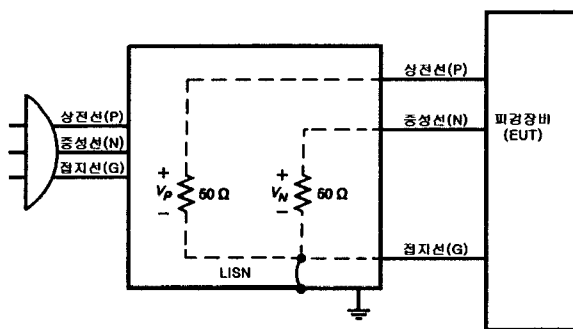 상전선(P)
중성선(N)
접지선(G)
+
VP
−
50 Ω
+
VN
−
50 Ω
LISN
상전선(P)
중성선(N)
접지선(G)
피검장비
(EUT)